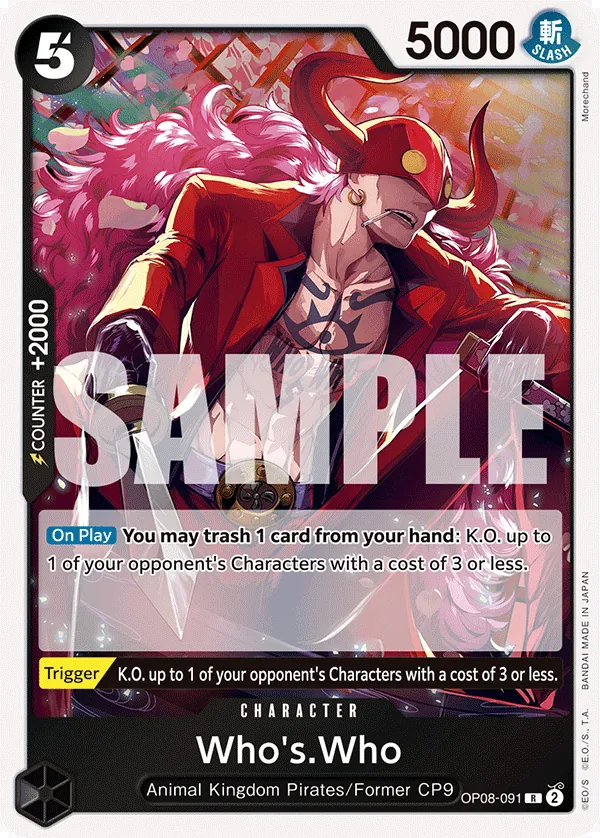 5
5000
斬
SLASH
Morechand
COUNTER +2000
SAMPLE
On Play You may trash 1 card from your hand: K.O. up to
1 of your opponent's Characters with a cost of 3 or less.
Trigger K.O. up to 1 of your opponent's Characters with a cost of 3 or less.
CHARACTER
Who's.Who
Animal Kingdom Pirates/Former CP9
OP08-091 R 2
©EO/S ©E.O./S., T.A. BANDAI MADE IN JAPAN